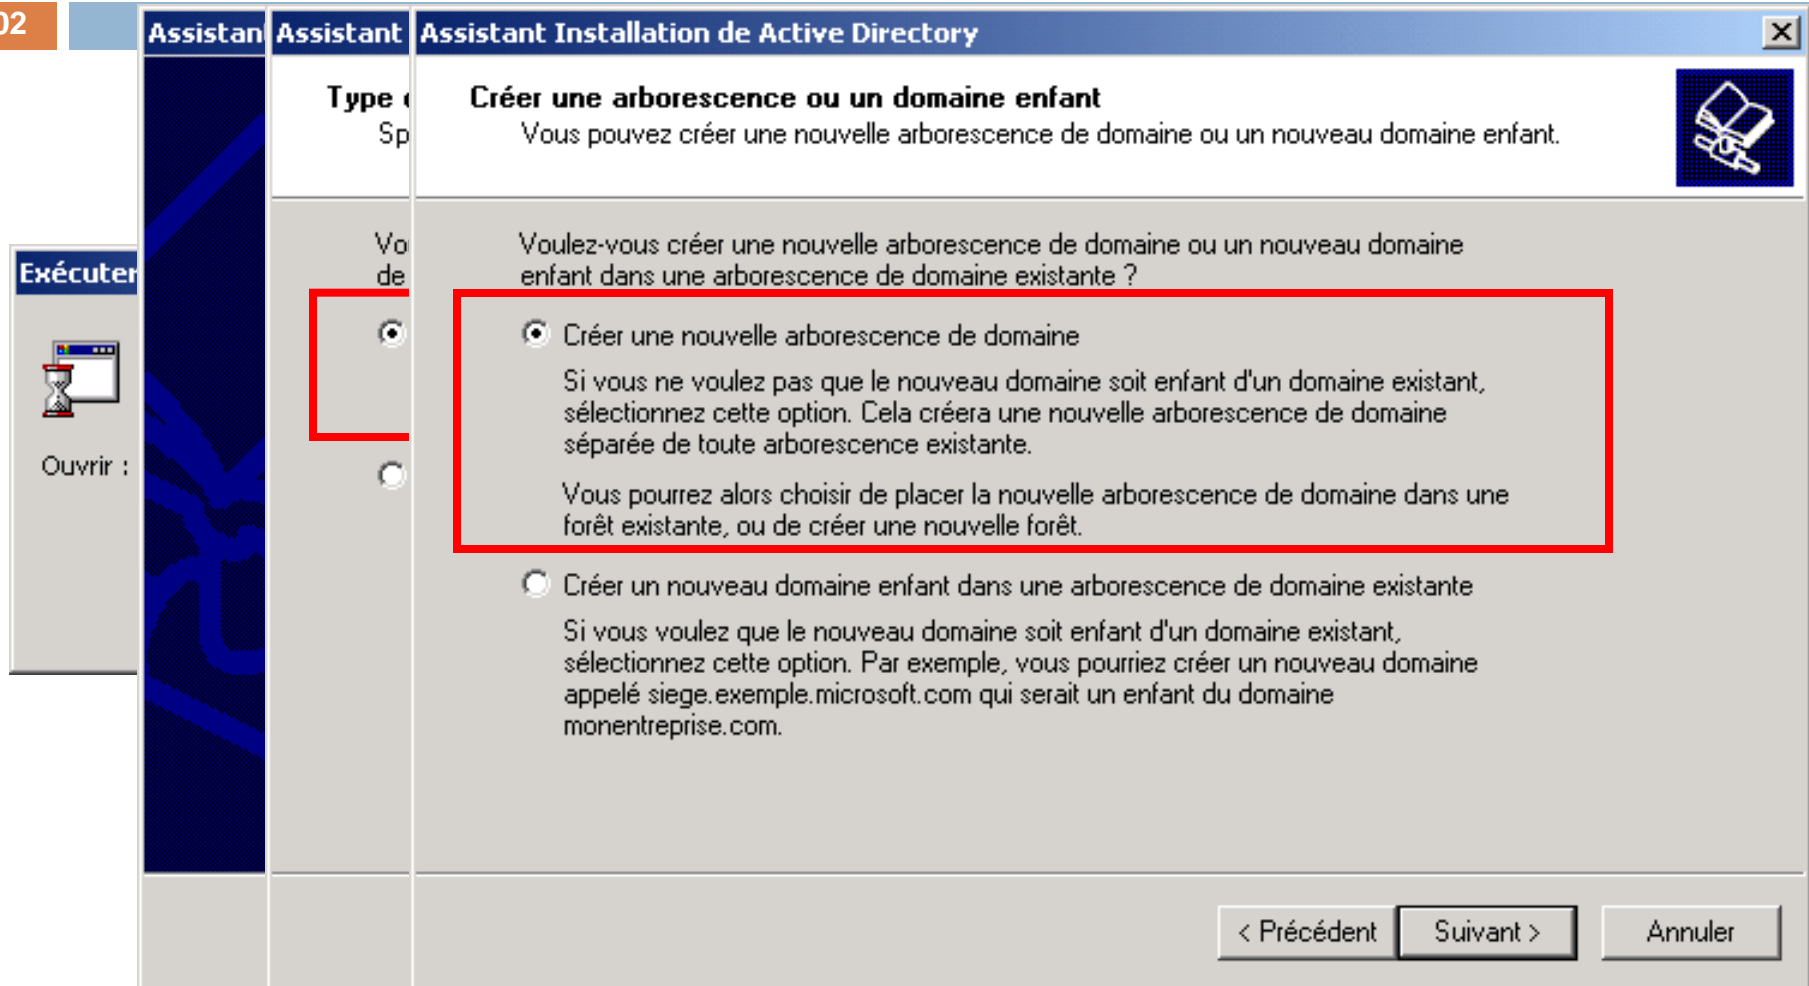 02
Exécuter
Ouvrir :
Assistan
Assistant
Type
Sp
Vo
de
Assistant Installation de Active Directory
Créer une arborescence ou un domaine enfant
Vous pouvez créer une nouvelle arborescence de domaine ou un nouveau domaine enfant.
Voulez-vous créer une nouvelle arborescence de domaine ou un nouveau domaine
enfant dans une arborescence de domaine existante ?
Créer une nouvelle arborescence de domaine
Si vous ne voulez pas que le nouveau domaine soit enfant d'un domaine existant,
sélectionnez cette option. Cela créera une nouvelle arborescence de domaine
séparée de toute arborescence existante.
Vous pourrez alors choisir de placer la nouvelle arborescence de domaine dans une
forêt existante, ou de créer une nouvelle forêt.
Créer un nouveau domaine enfant dans une arborescence de domaine existante
Si vous voulez que le nouveau domaine soit enfant d'un domaine existant,
sélectionnez cette option. Par exemple, vous pourriez créer un nouveau domaine
appelé siege.exemple.microsoft.com qui serait un enfant du domaine
monentreprise.com.
< Précédent
Suivant >
Annuler